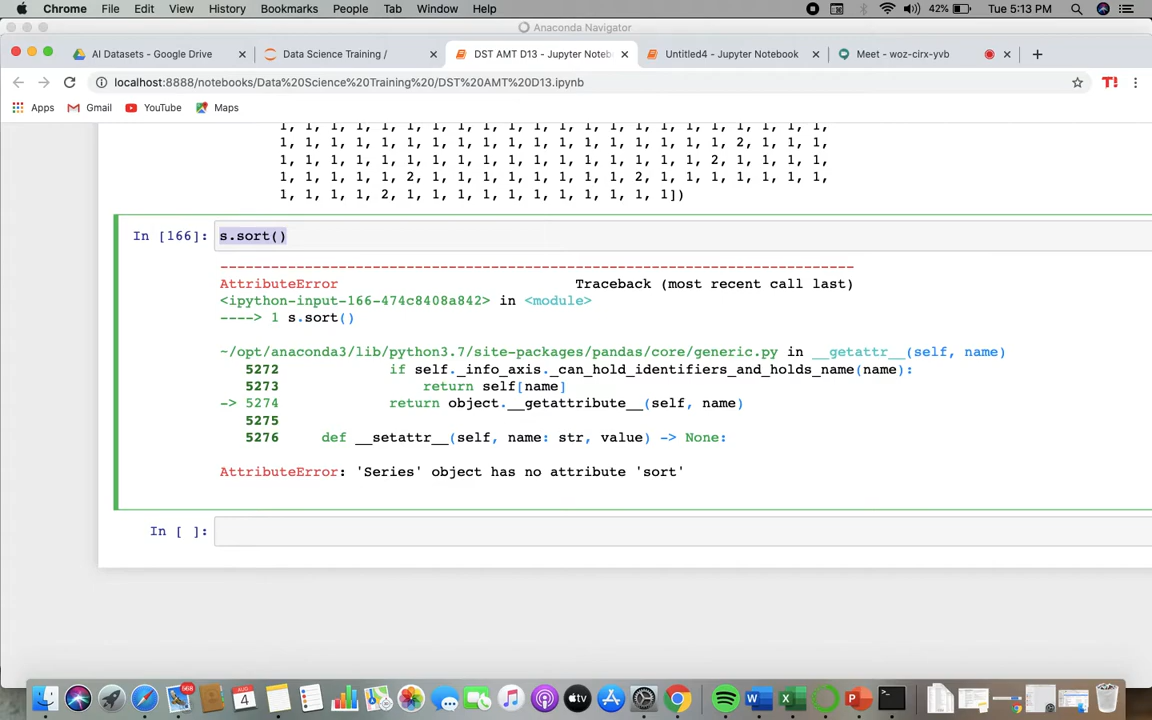 Chrome File Edit View History Bookmarks People Tab Window Help 42% Tue 5:13 PM
Anaconda Navigator
AI Datasets - Google Drive Data Science Training / DST AMT D13 - Jupyter Noteb Untitled4 - Jupyter Notebook Meet - woz-cirx-yvb
localhost:8888/notebooks/Data%20Science%20Training%20/DST%20AMT%20D13.ipynb T!
Apps Gmail YouTube Maps
1, 1, 1, 1, 1, 1, 1, 1, 1, 1, 1, 1, 1, 1, 1, 1, 1, 1, 1, 1, 1, 1,
1, 1, 1, 1, 1, 1, 1, 1, 1, 1, 1, 1, 1, 1, 1, 1, 1, 1, 2, 1, 1, 1,
1, 1, 1, 1, 1, 1, 1, 1, 1, 1, 1, 1, 1, 1, 1, 1, 1, 2, 1, 1, 1, 1,
1, 1, 1, 1, 1, 2, 1, 1, 1, 1, 1, 1, 1, 1, 2, 1, 1, 1, 1, 1, 1, 1,
1, 1, 1, 1, 2, 1, 1, 1, 1, 1, 1, 1, 1, 1, 1, 1])
In [166]: s.sort()
---------------------------------------------------------------------------
AttributeError Traceback (most recent call last)
<ipython-input-166-474c8408a842> in <module>
----> 1 s.sort()
~/opt/anaconda3/lib/python3.7/site-packages/pandas/core/generic.py in __getattr__(self, name)
5272 if self._info_axis._can_hold_identifiers_and_holds_name(name):
5273 return self[name]
-> 5274 return object.__getattribute__(self, name)
5275
5276 def __setattr__(self, name: str, value) -> None:
AttributeError: 'Series' object has no attribute 'sort'
In [ ]:
568 AUG 4 tv W X P >_